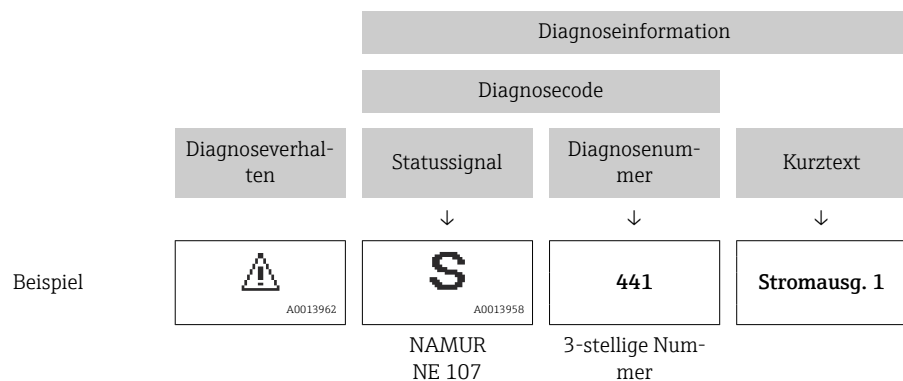 Diagnoseinformation
Diagnosecode
Diagnoseverhal-
ten
Statussignal
Diagnosenum-
mer
Kurztext
↓ ↓ ↓
Beispiel
A0013962
S
A0013958
441
Stromausg. 1
NAMUR
NE 107
3-stellige Num-
mer